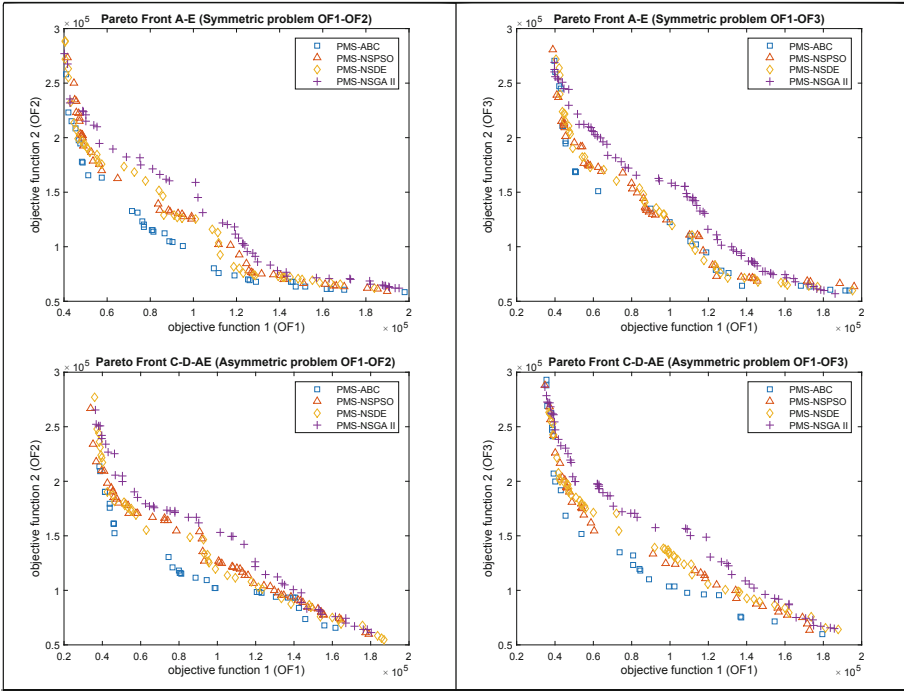 Pareto Front A-E (Symmetric problem OF1-OF2)
× 10⁵
3
2.5
2
1.5
1
0.5
objective function 2 (OF2)
PMS-ABC
PMS-NSPSO
PMS-NSDE
PMS-NSGA II
0.2 0.4 0.6 0.8 1 1.2 1.4 1.6 1.8 2
objective function 1 (OF1)
× 10⁵
Pareto Front A-E (Symmetric problem OF1-OF3)
× 10⁵
3
2.5
2
1.5
1
0.5
objective function 2 (OF3)
PMS-ABC
PMS-NSPSO
PMS-NSDE
PMS-NSGA II
0.2 0.4 0.6 0.8 1 1.2 1.4 1.6 1.8 2
objective function 1 (OF1)
× 10⁵
Pareto Front C-D-AE (Asymmetric problem OF1-OF2)
× 10⁵
3
2.5
2
1.5
1
0.5
objective function 2 (OF2)
PMS-ABC
PMS-NSPSO
PMS-NSDE
PMS-NSGA II
0.2 0.4 0.6 0.8 1 1.2 1.4 1.6 1.8 2
objective function 1 (OF1)
× 10⁵
Pareto Front C-D-AE (Asymmetric problem OF1-OF3)
× 10⁵
3
2.5
2
1.5
1
0.5
objective function 2 (OF3)
PMS-ABC
PMS-NSPSO
PMS-NSDE
PMS-NSGA II
0.2 0.4 0.6 0.8 1 1.2 1.4 1.6 1.8 2
objective function 1 (OF1)
× 10⁵